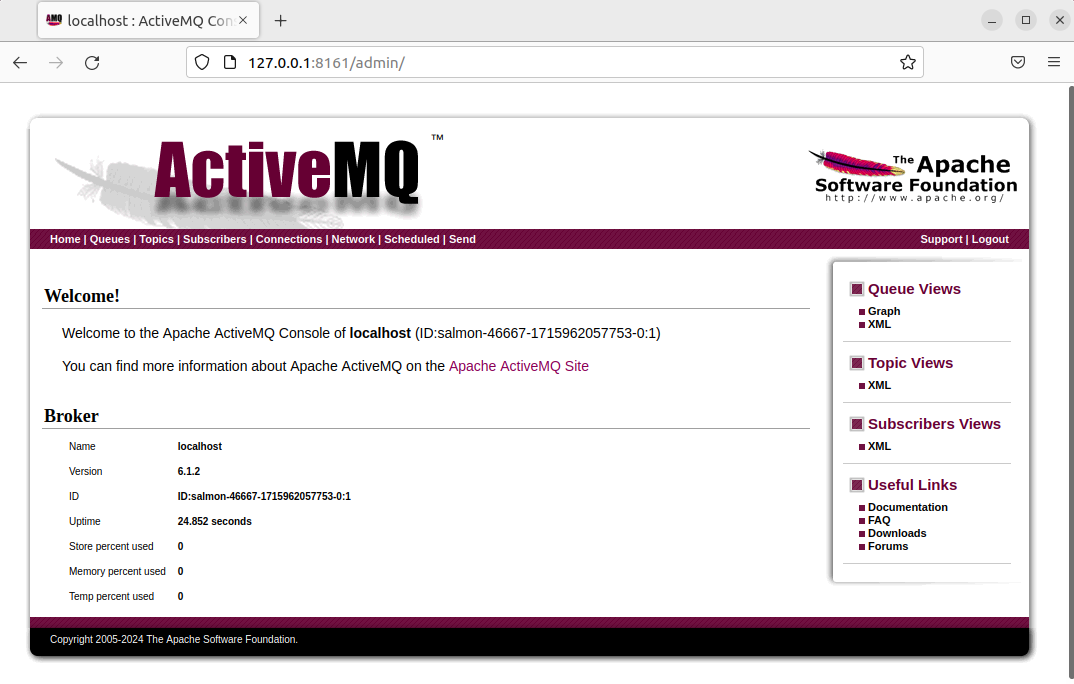 localhost : ActiveMQ Con
127.0.0.1:8161/admin/
ActiveMQ ™
The Apache
Software Foundation
http://www.apache.org/
Home | Queues | Topics | Subscribers | Connections | Network | Scheduled | Send
Support | Logout
Welcome!
Welcome to the Apache ActiveMQ Console of localhost (ID:salmon-46667-1715962057753-0:1)
You can find more information about Apache ActiveMQ on the Apache ActiveMQ Site
Broker
Name localhost
Version 6.1.2
ID ID:salmon-46667-1715962057753-0:1
Uptime 24.852 seconds
Store percent used 0
Memory percent used 0
Temp percent used 0
Queue Views
Graph
XML
Topic Views
XML
Subscribers Views
XML
Useful Links
Documentation
FAQ
Downloads
Forums
Copyright 2005-2024 The Apache Software Foundation.